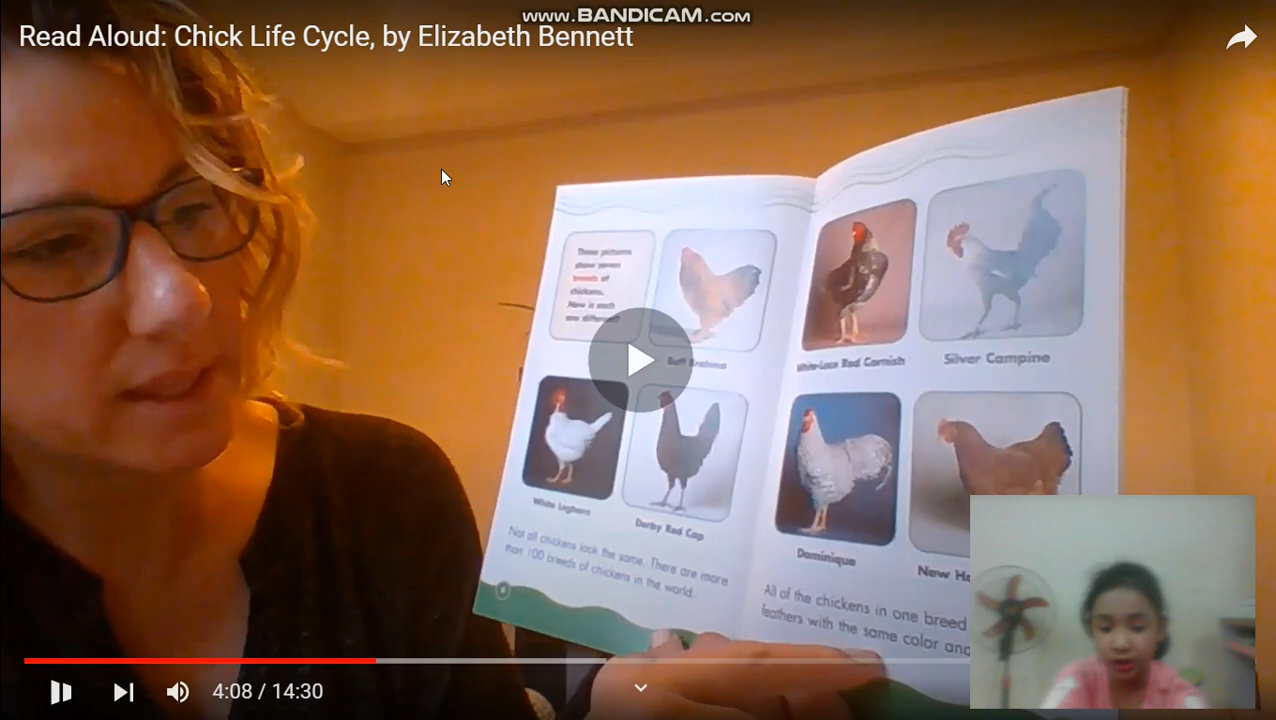 www.BANDICAM.com
Read Aloud: Chick Life Cycle, by Elizabeth Bennett
These pictures
show seven
breeds of
chickens.
How is each
one different?
Buff Brahma
White-Lace Red Cornish
Silver Campine
White Leghorn
Derby Red Cap
Dominique
New Ha
Not all chickens look the same. There are more
than 100 breeds of chickens in the world.
All of the chickens in one breed
feathers with the same color and
4:08 / 14:30